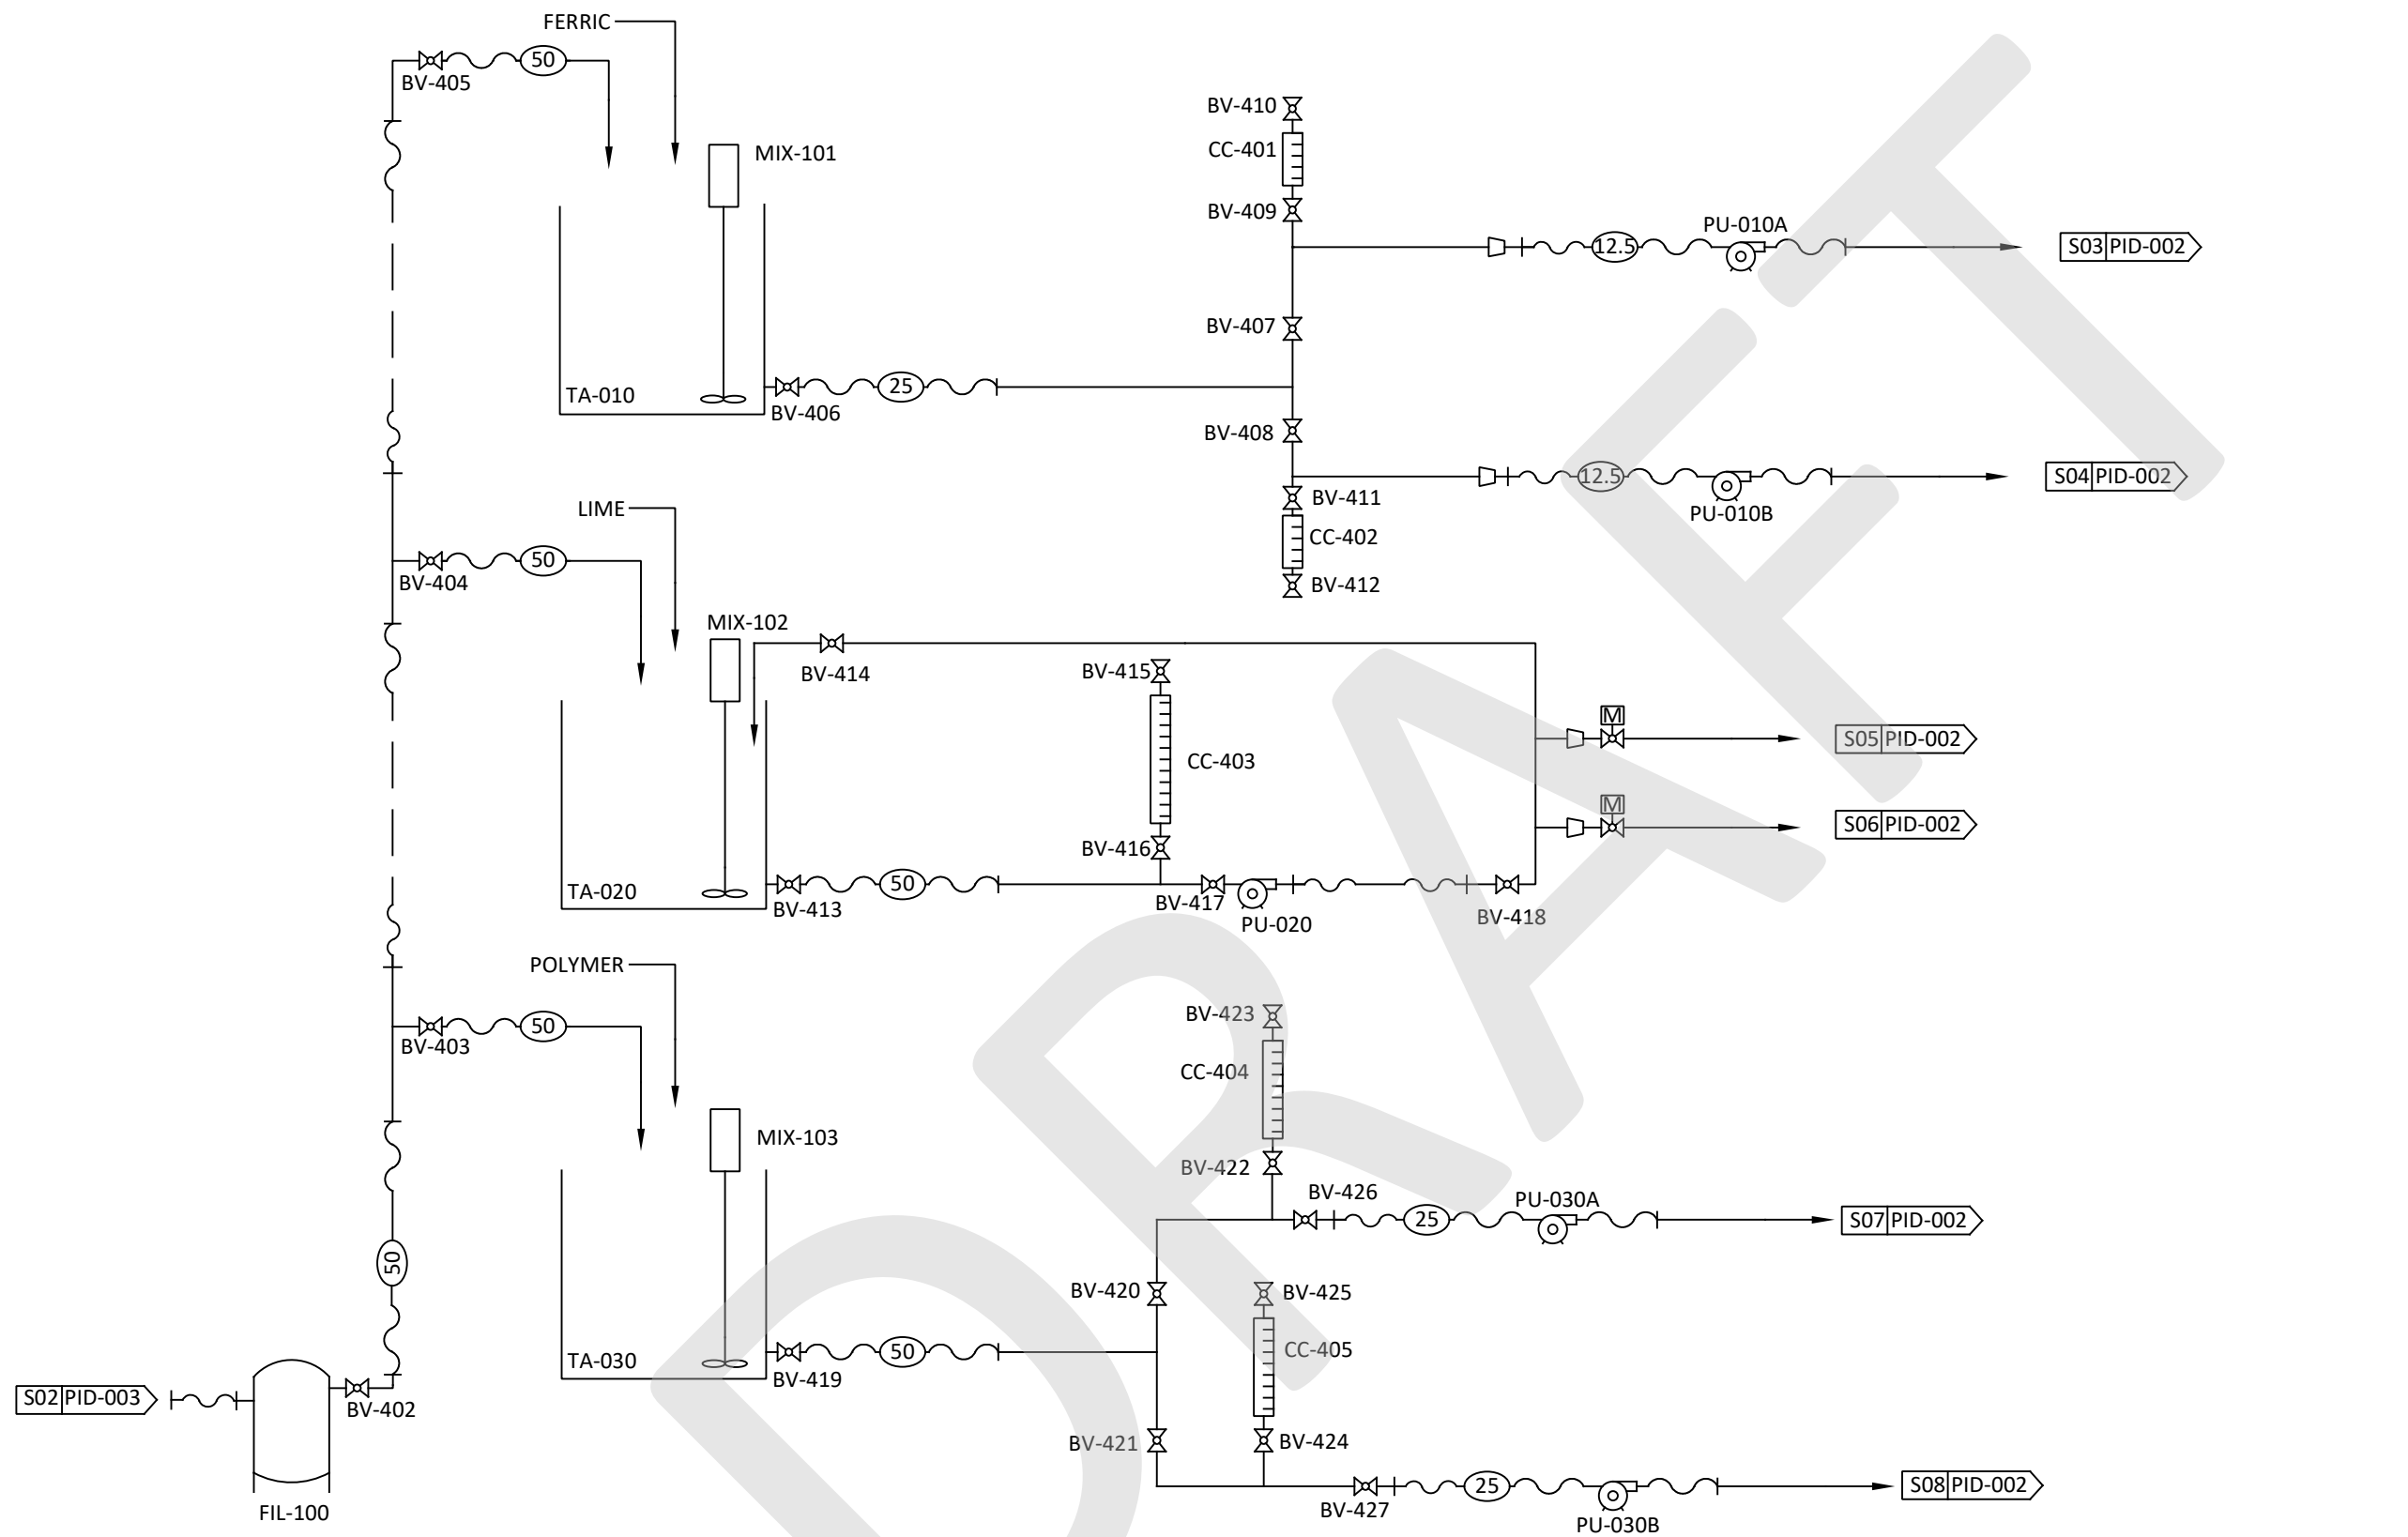 FERRIC
50
BV-405
MIX-101
TA-010
BV-406
25
BV-410
CC-401
BV-409
BV-407
BV-408
BV-411
CC-402
BV-412
12.5
PU-010A
S03 PID-002
12.5
PU-010B
S04 PID-002
LIME
50
BV-404
MIX-102
BV-414
BV-415
CC-403
BV-416
TA-020
BV-413
50
BV-417
PU-020
BV-418
M
S05 PID-002
M
S06 PID-002
POLYMER
50
BV-403
MIX-103
TA-030
BV-419
50
BV-423
CC-404
BV-422
BV-426
25
PU-030A
S07 PID-002
BV-420
BV-425
CC-405
BV-421
BV-424
BV-427
25
PU-030B
S08 PID-002
50
S02 PID-003
BV-402
FIL-100
DRAFT